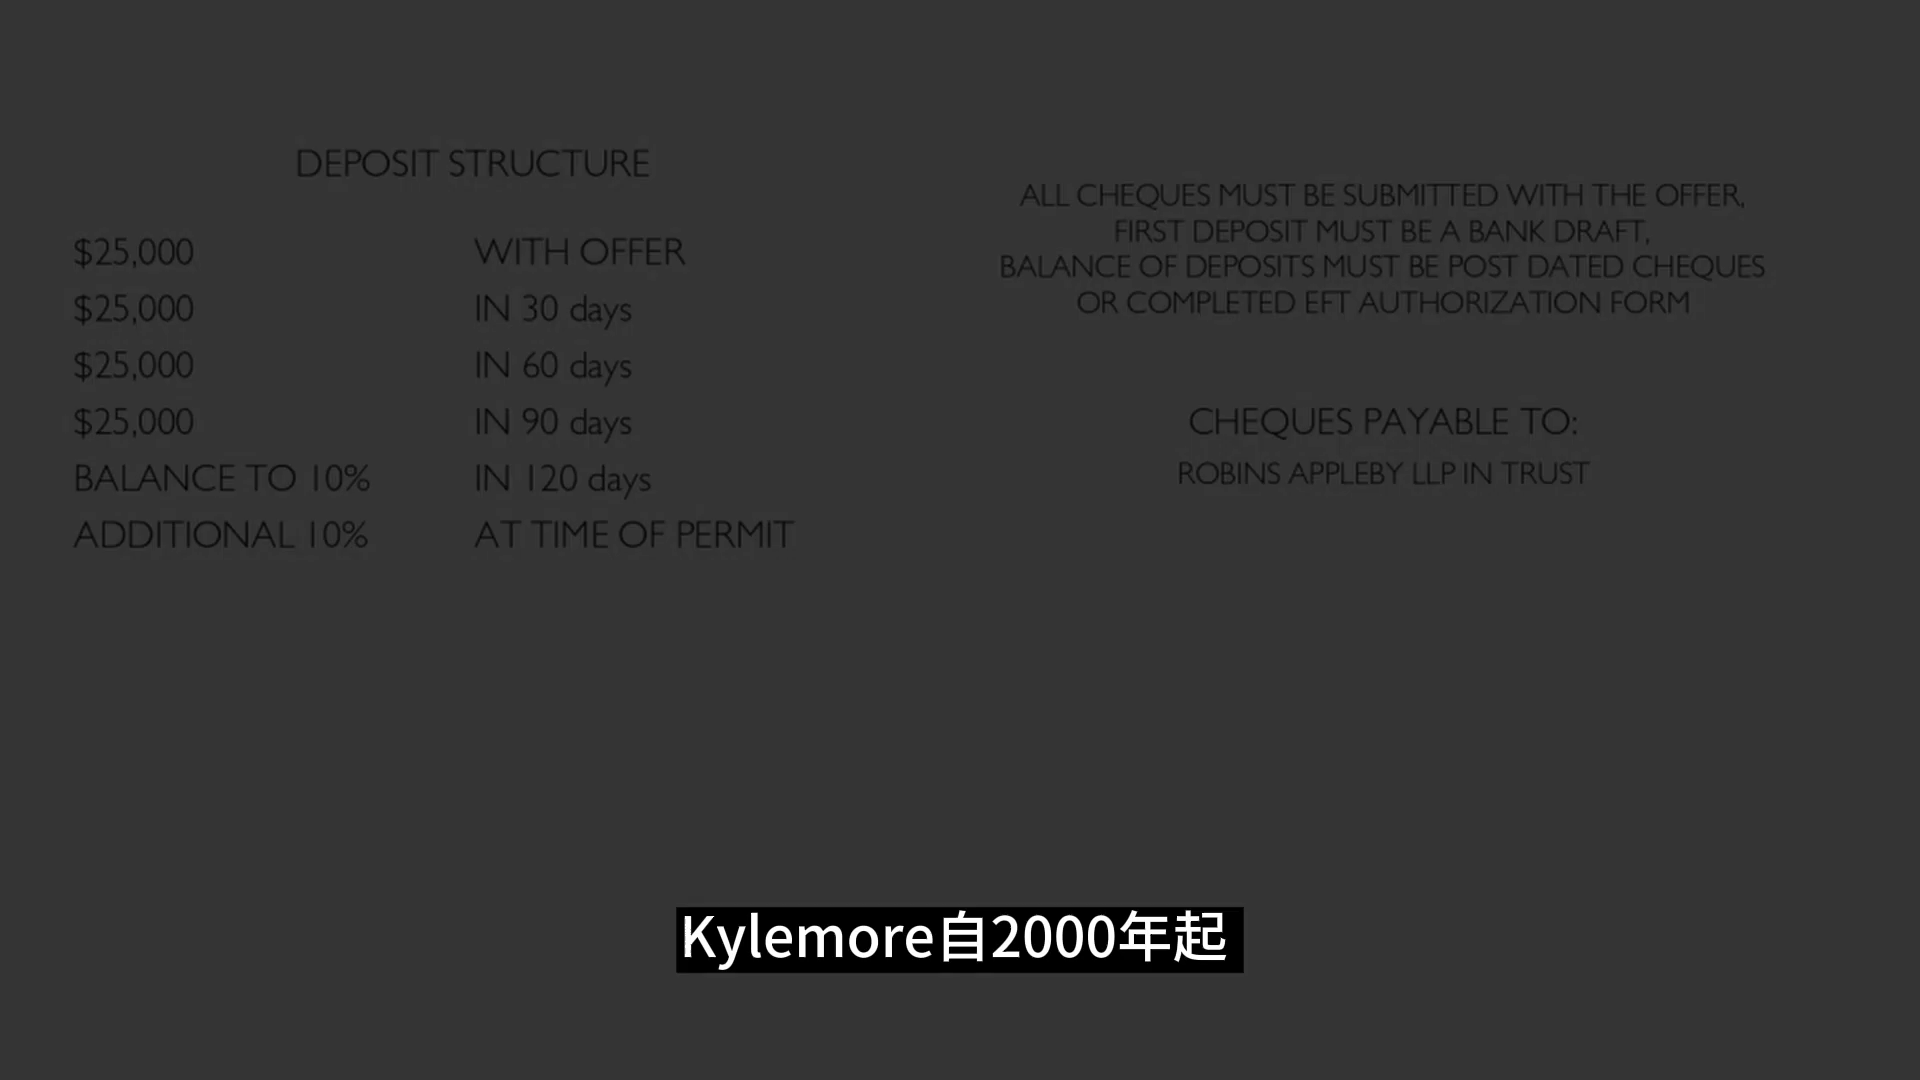 DEPOSIT STRUCTURE
$25,000 WITH OFFER
$25,000 IN 30 days
$25,000 IN 60 days
$25,000 IN 90 days
BALANCE TO 10% IN 120 days
ADDITIONAL 10% AT TIME OF PERMIT
ALL CHEQUES MUST BE SUBMITTED WITH THE OFFER,
FIRST DEPOSIT MUST BE A BANK DRAFT,
BALANCE OF DEPOSITS MUST BE POST DATED CHEQUES
OR COMPLETED EFT AUTHORIZATION FORM
CHEQUES PAYABLE TO:
ROBINS APPLEBY LLP IN TRUST
Kylemore自2000年起